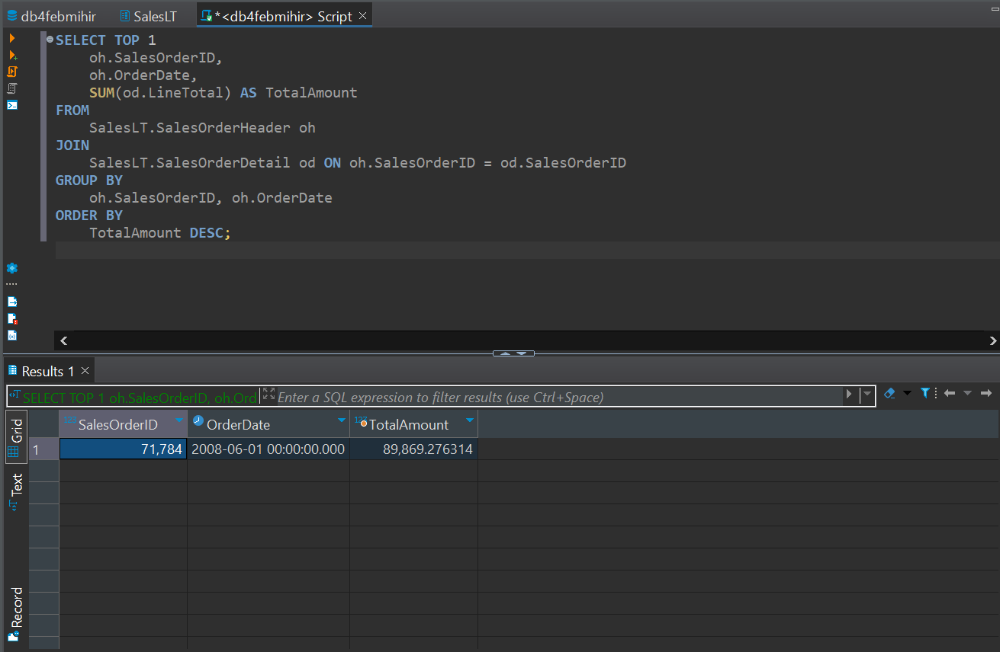 db4febmihir SalesLT *<db4febmihir> Script
SELECT TOP 1
oh.SalesOrderID,
oh.OrderDate,
SUM(od.LineTotal) AS TotalAmount
FROM
SalesLT.SalesOrderHeader oh
JOIN
SalesLT.SalesOrderDetail od ON oh.SalesOrderID = od.SalesOrderID
GROUP BY
oh.SalesOrderID, oh.OrderDate
ORDER BY
TotalAmount DESC;
Results 1
SELECT TOP 1 oh.SalesOrderID, oh.Ord Enter a SQL expression to filter results (use Ctrl+Space)
Grid
Text
Record
123 SalesOrderID OrderDate 123 TotalAmount
1 71,784 2008-06-01 00:00:00.000 89,869.276314